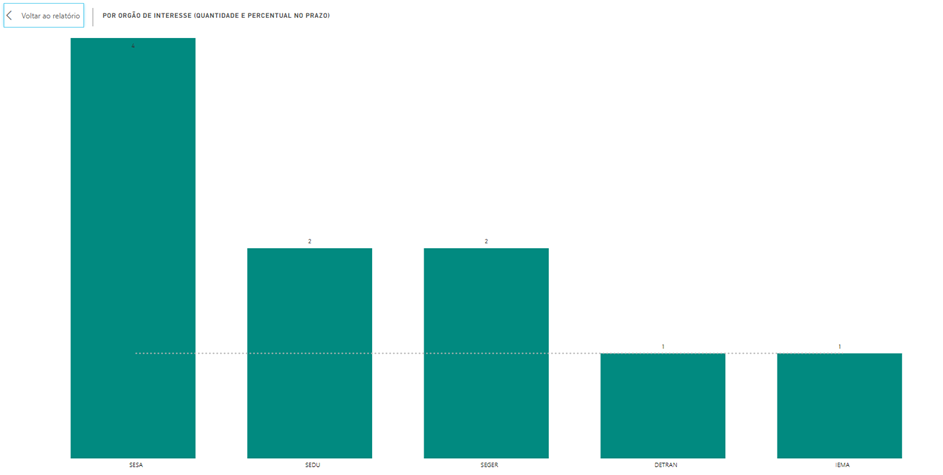 Voltar ao relatório
POR ORGÃO DE INTERESSE (QUANTIDADE E PERCENTUAL NO PRAZO)
4
2
2
1
1
SESA
SEDU
SEGER
DETRAN
IEMA